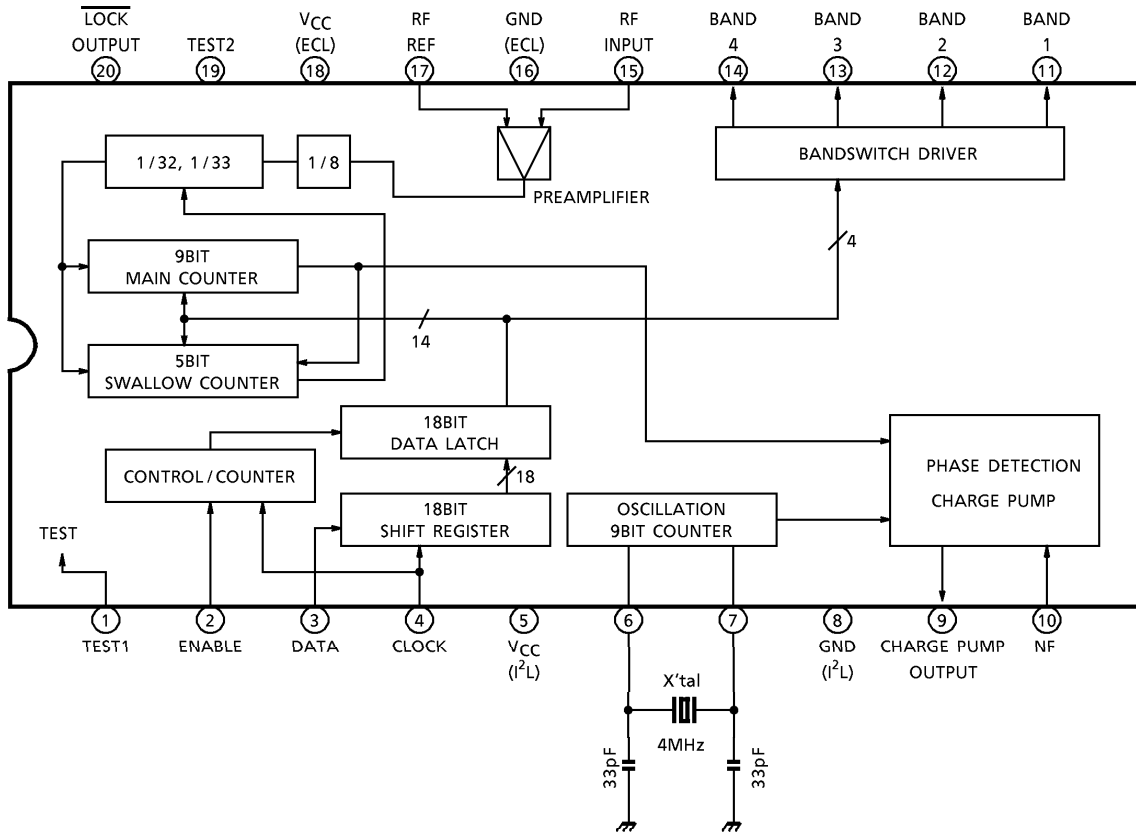 LOCK
OUTPUT
20
TEST2
19
VCC
(ECL)
18
RF
REF
17
GND
(ECL)
16
RF
INPUT
15
BAND
4
14
BAND
3
13
BAND
2
12
BAND
1
11
1/32, 1/33
1/8
PREAMPLIFIER
BANDSWITCH DRIVER
4
9BIT
MAIN COUNTER
14
5BIT
SWALLOW COUNTER
18BIT
DATA LATCH
CONTROL/COUNTER
18
18BIT
SHIFT REGISTER
OSCILLATION
9BIT COUNTER
PHASE DETECTION
CHARGE PUMP
TEST
1
TEST1
2
ENABLE
3
DATA
4
CLOCK
5
VCC
(I²L)
6
7
8
GND
(I²L)
9
CHARGE PUMP
OUTPUT
10
NF
X'tal
4MHz
33pF
33pF